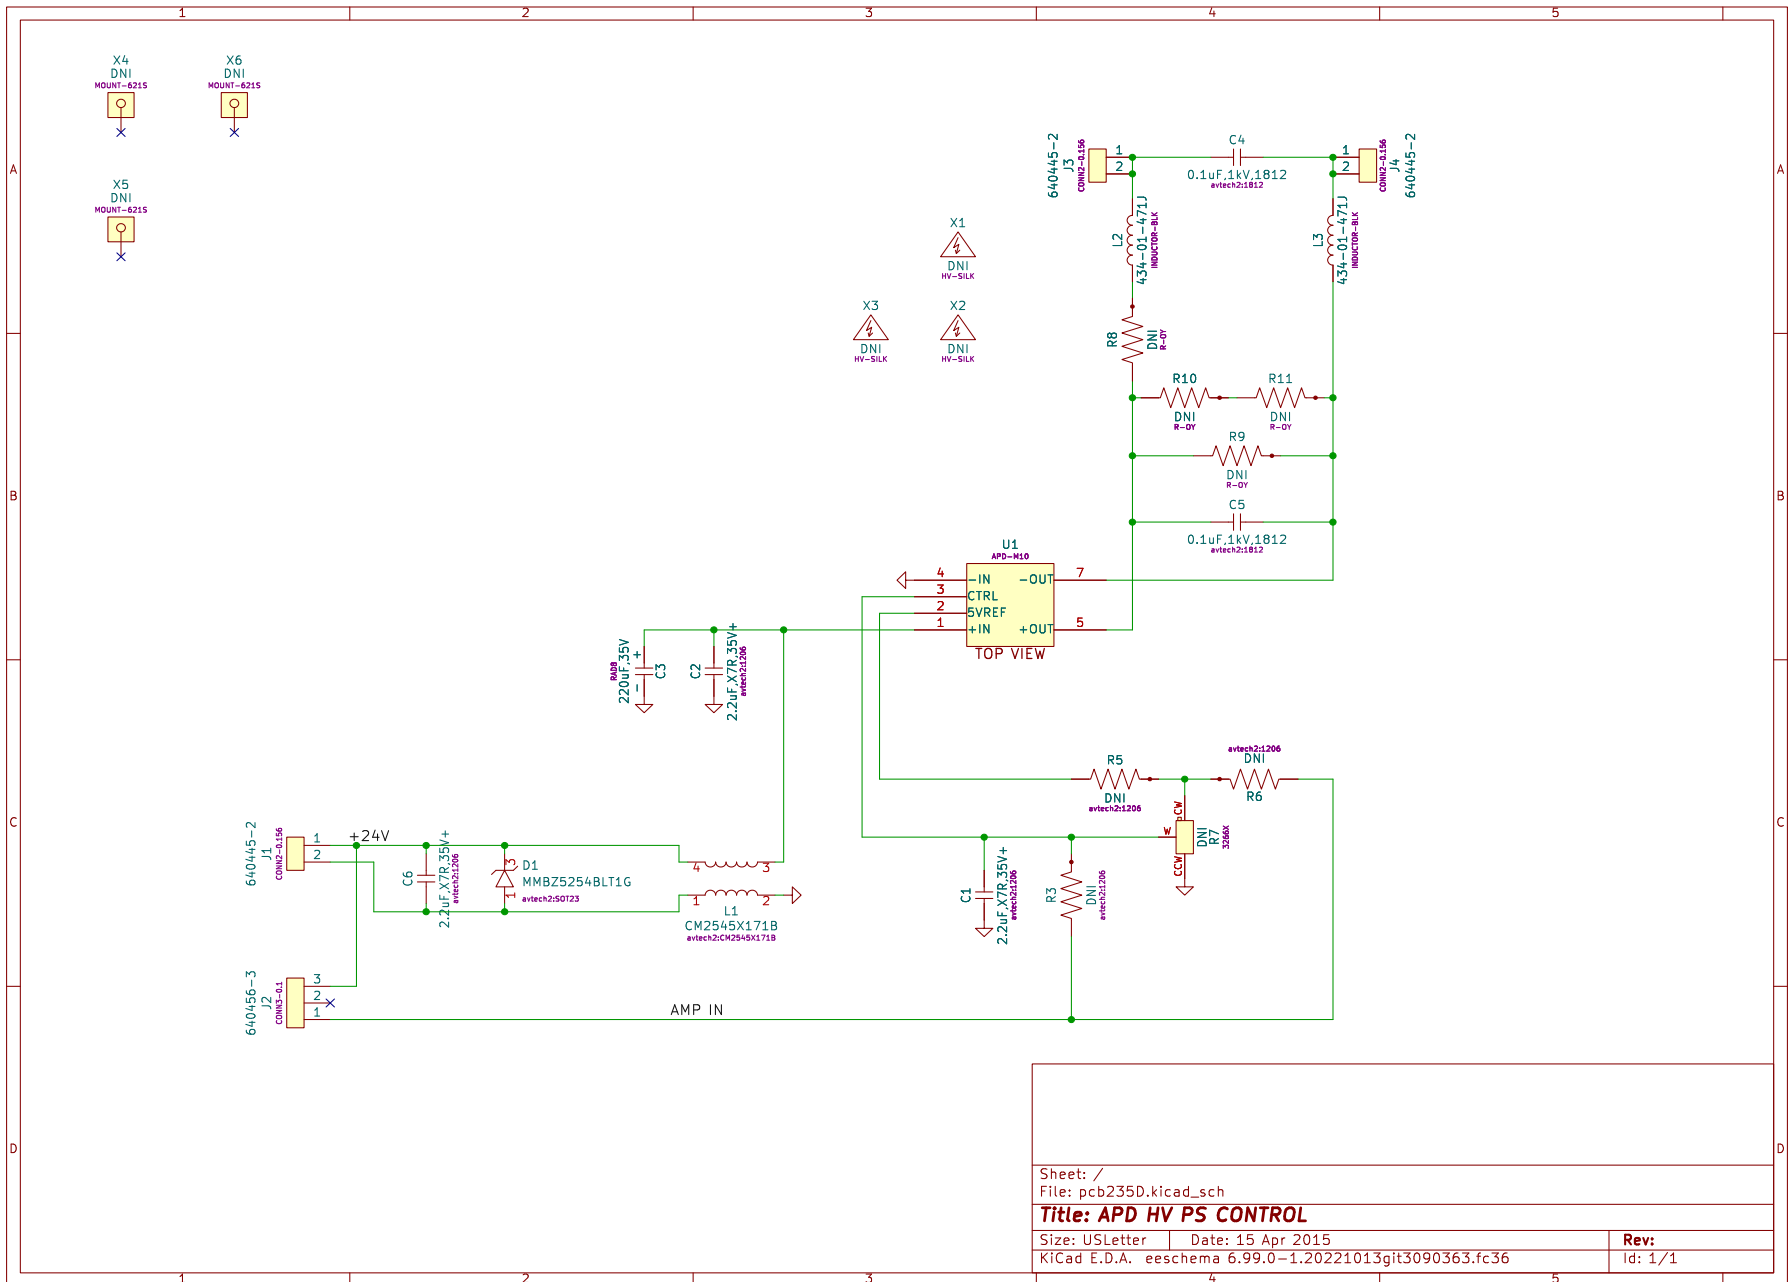 1 2 3 4 5
A A
B B
C C
D D
1 2 3 4 5
X4
DNI
MOUNT-621S
X6
DNI
MOUNT-621S
X5
DNI
MOUNT-621S
X1
DNI
HV-SILK
X3
DNI
HV-SILK
X2
DNI
HV-SILK
640445-2
J3
CONN2-0.156
1
2
C4
0.1uF,1kV,1812
avtech2:1812
1
2
CONN2-0.156
J4
640445-2
L2
434-01-471J
INDUCTOR-BLK
L3
434-01-471J
INDUCTOR-BLK
R8
DNI
R-OY
R10
DNI
R-OY
R11
DNI
R-OY
R9
DNI
R-OY
C5
0.1uF,1kV,1812
avtech2:1812
U1
APD-M10
4 -IN -OUT 7
3 CTRL
2 5VREF
1 +IN +OUT 5
TOP VIEW
RAD8
220uF,35V
+
-
C3
C2
2.2uF,X7R,35V+
avtech2:1206
R5
DNI
avtech2:1206
avtech2:1206
DNI
R6
CW
W
CCW
DNI
R7
3266X
C1
2.2uF,X7R,35V+
avtech2:1206
R3
DNI
avtech2:1206
640445-2
J1
CONN2-0.156
1
2
+24V
C6
2.2uF,X7R,35V+
avtech2:1206
3
1
D1
MMBZ5254BLT1G
avtech2:SOT23
4 3
1 2
L1
CM2545X171B
avtech2:CM2545X171B
640456-3
J2
CONN3-0.1
3
2
1
AMP IN
Sheet: /
File: pcb235D.kicad_sch
Title: APD HV PS CONTROL
Size: USLetter Date: 15 Apr 2015 Rev:
KiCad E.D.A. eeschema 6.99.0-1.20221013git3090363.fc36 Id: 1/1